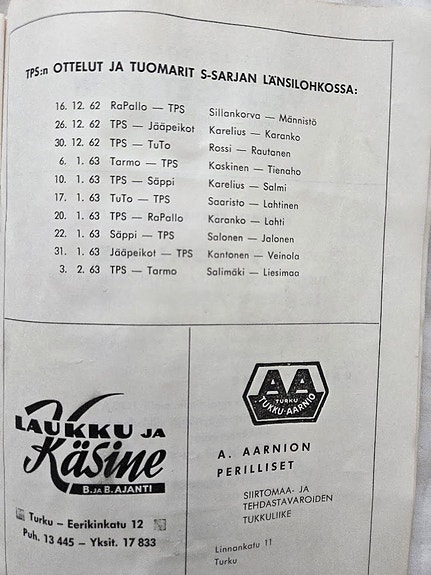 TPS:n OTTELUT JA TUOMARIT S-SARJAN LÄNSILOHKOSSA:
16. 12. 62 RaPallo — TPS Sillankorva — Männistö
26. 12. 62 TPS — Jääpeikot Karelius — Karanko
30. 12. 62 TPS — TuTo Rossi — Rautanen
6. 1. 63 Tarmo — TPS Koskinen — Tienaho
10. 1. 63 TPS — Säppi Karelius — Salmi
17. 1. 63 TuTo — TPS Saaristo — Lahtinen
20. 1. 63 TPS — RaPallo Karanko — Lahti
22. 1. 63 Säppi — TPS Salonen — Jalonen
31. 1. 63 Jääpeikot — TPS Kantonen — Veinola
3. 2. 63 TPS — Tarmo Salimäki — Liesimaa
LAUKKU JA
Käsine
B. JA B. AJANTI
Turku – Eerikinkatu 12
Puh. 13 445 – Yksit. 17 833
AA
TURKU
TUKKU-AARNIO
A. AARNION
PERILLISET
SIIRTOMAA- JA
TEHDASTAVAROIDEN
TUKKULIIKE
Linnankatu 11
Turku